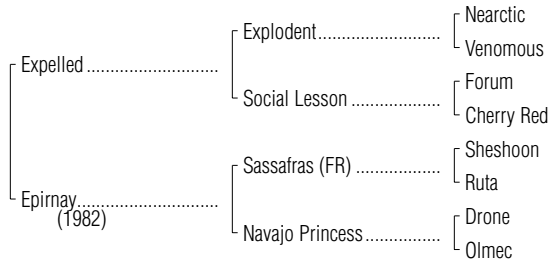 Nearctic
Explodent
Venomous
Expelled
Forum
Social Lesson
Cherry Red
Sheshoon
Sassafras (FR)
Ruta
Epirnay
(1982)
Drone
Navajo Princess
Olmec